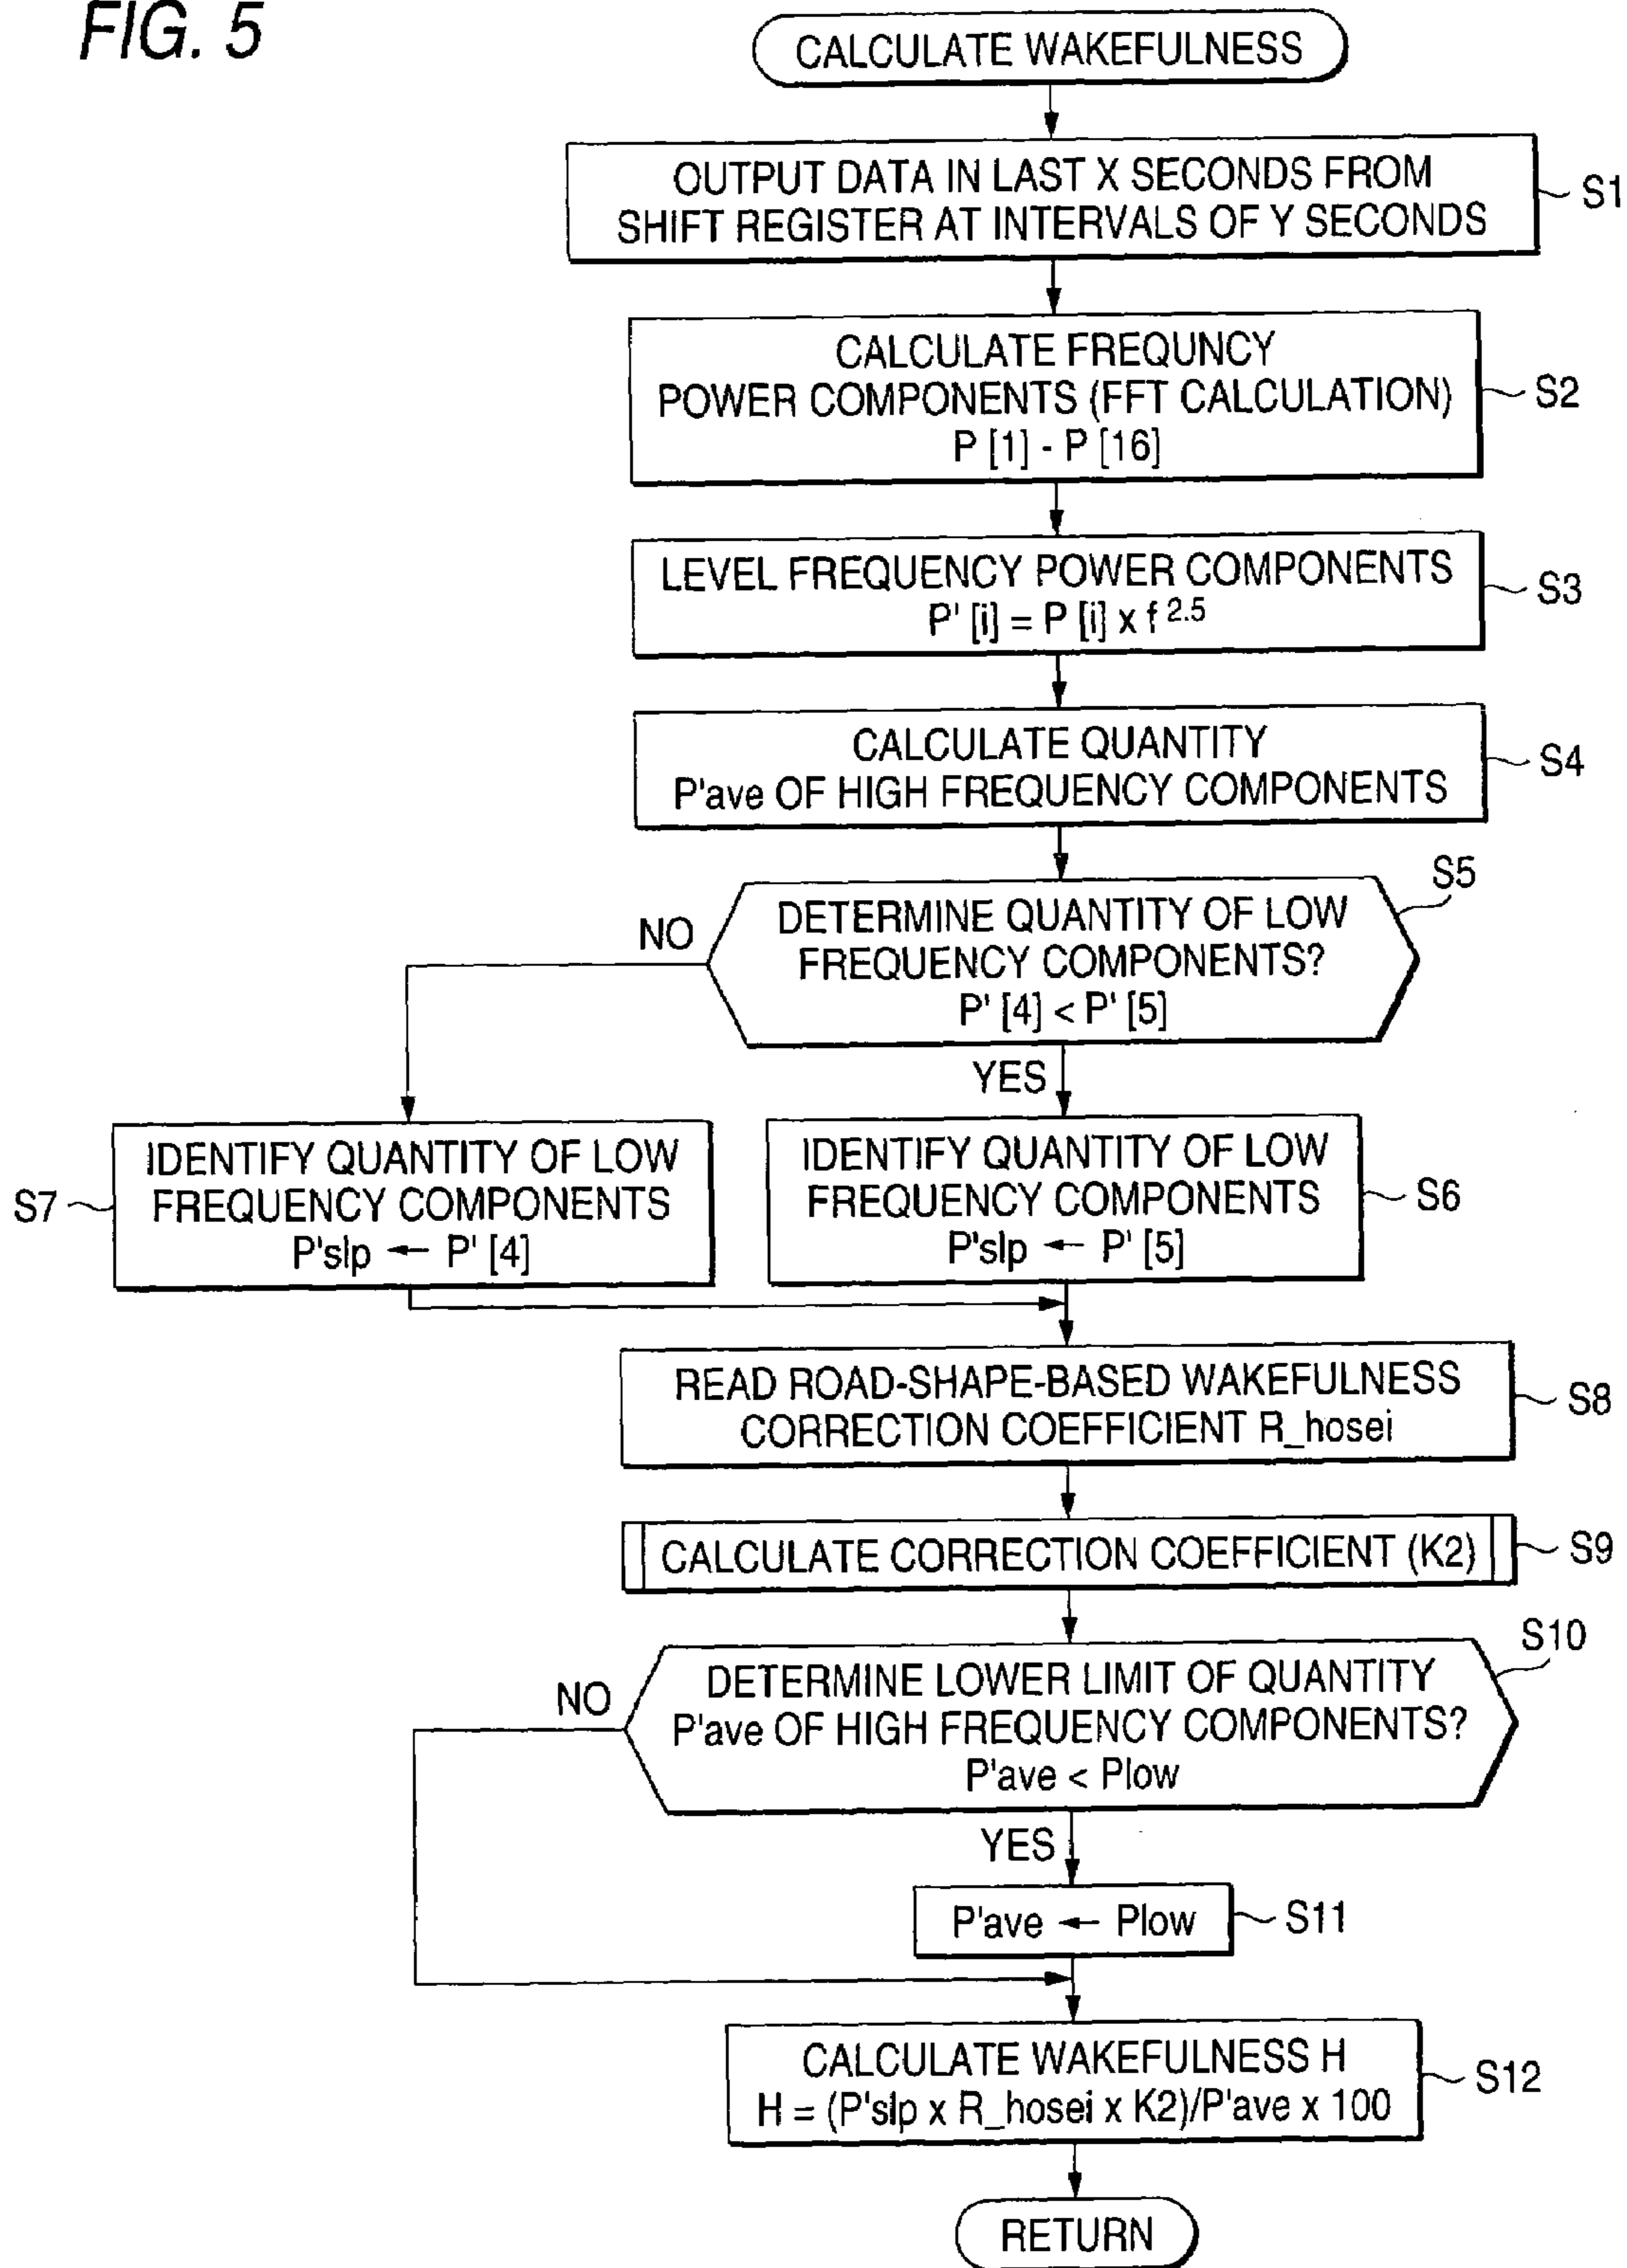 FIG. 5
CALCULATE WAKEFULNESS
OUTPUT DATA IN LAST X SECONDS FROM
SHIFT REGISTER AT INTERVALS OF Y SECONDS
S1
CALCULATE FREQUNCY
POWER COMPONENTS (FFT CALCULATION)
P [1] - P [16]
S2
LEVEL FREQUENCY POWER COMPONENTS
P' [i] = P [i] x f 2.5
S3
CALCULATE QUANTITY
P'ave OF HIGH FREQUENCY COMPONENTS
S4
S5
DETERMINE QUANTITY OF LOW
FREQUENCY COMPONENTS?
P' [4] < P' [5]
NO
YES
S7
IDENTIFY QUANTITY OF LOW
FREQUENCY COMPONENTS
P'slp ← P' [4]
IDENTIFY QUANTITY OF LOW
FREQUENCY COMPONENTS
P'slp ← P' [5]
S6
READ ROAD-SHAPE-BASED WAKEFULNESS
CORRECTION COEFFICIENT R_hosei
S8
CALCULATE CORRECTION COEFFICIENT (K2)
S9
S10
DETERMINE LOWER LIMIT OF QUANTITY
P'ave OF HIGH FREQUENCY COMPONENTS?
P'ave < Plow
NO
YES
P'ave ← Plow
S11
CALCULATE WAKEFULNESS H
H = (P'slp x R_hosei x K2)/P'ave x 100
S12
RETURN